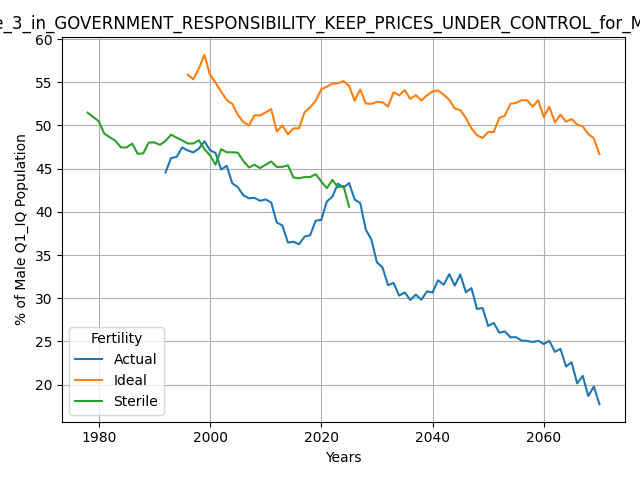 e_3_in_GOVERNMENT_RESPONSIBILITY_KEEP_PRICES_UNDER_CONTROL_for_M
60
55
50
45
40
35
30
25
20
% of Male Q1_IQ Population
Fertility
Actual
Ideal
Sterile
1980 2000 2020 2040 2060
Years